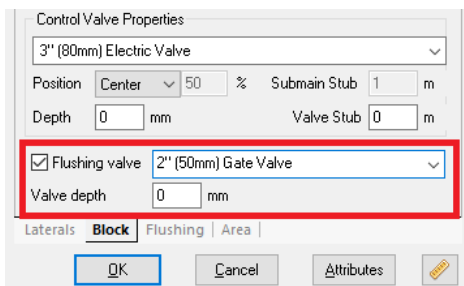 Control Valve Properties
3" (80mm) Electric Valve
Position Center 50 % Submain Stub 1 m
Depth 0 mm Valve Stub 0 m
Flushing valve 2" (50mm) Gate Valve
Valve depth 0 mm
Laterals Block Flushing Area
OK Cancel Attributes